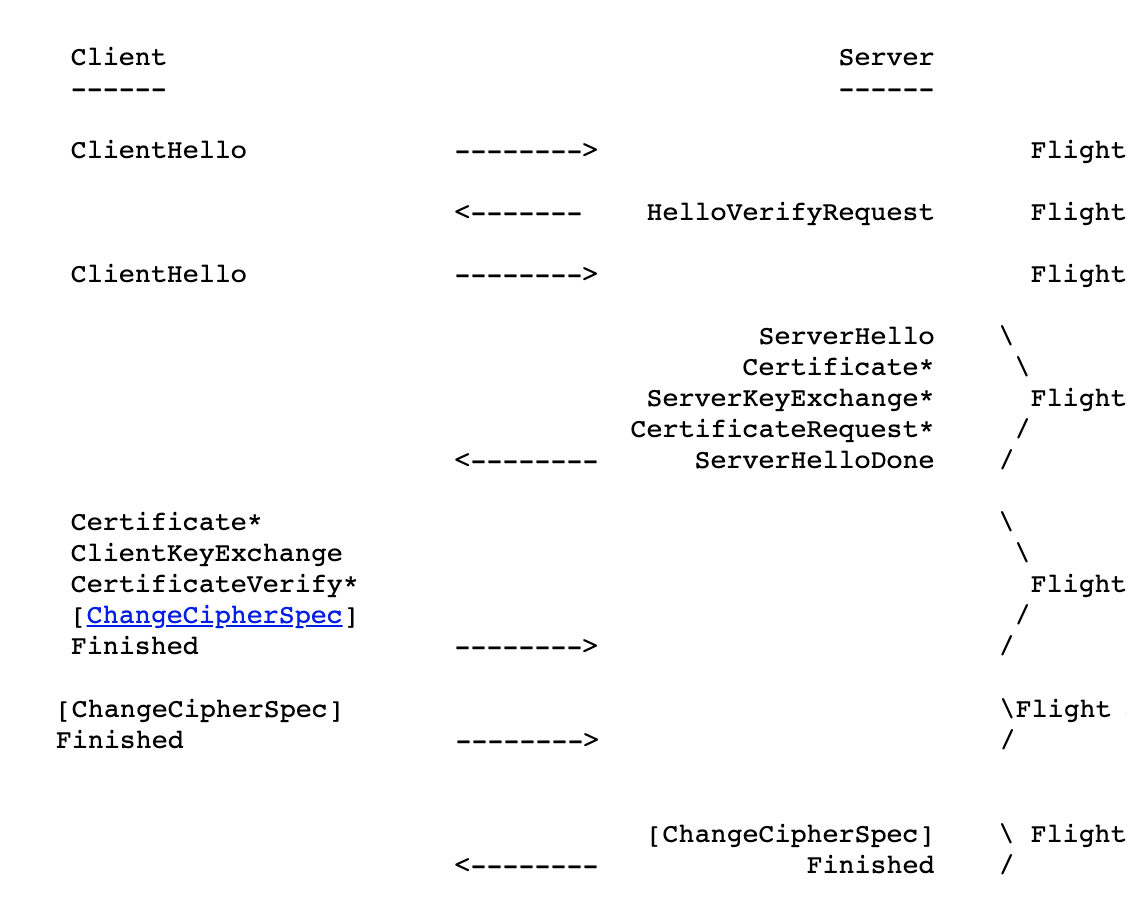 Client                                          Server
------                                          ------
ClientHello             -------->                           Flight
                        <-------    HelloVerifyRequest      Flight
ClientHello             -------->                           Flight
                                           ServerHello    \
                                          Certificate*     \
                                    ServerKeyExchange*      Flight
                                   CertificateRequest*     /
                        <--------      ServerHelloDone    /
Certificate*                                              \
ClientKeyExchange                                          \
CertificateVerify*                                          Flight
[ChangeCipherSpec]                                         /
Finished                -------->                         /
[ChangeCipherSpec]                                         \Flight
Finished                -------->                         /
                                    [ChangeCipherSpec]    \ Flight
                        <--------             Finished    /